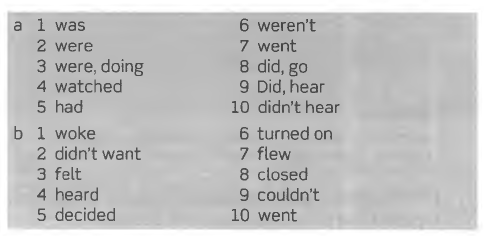 a 1 was 6 weren't
2 were 7 went
3 were, doing 8 did, go
4 watched 9 Did, hear
5 had 10 didn't hear
b 1 woke 6 turned on
2 didn't want 7 flew
3 felt 8 closed
4 heard 9 couldn't
5 decided 10 went